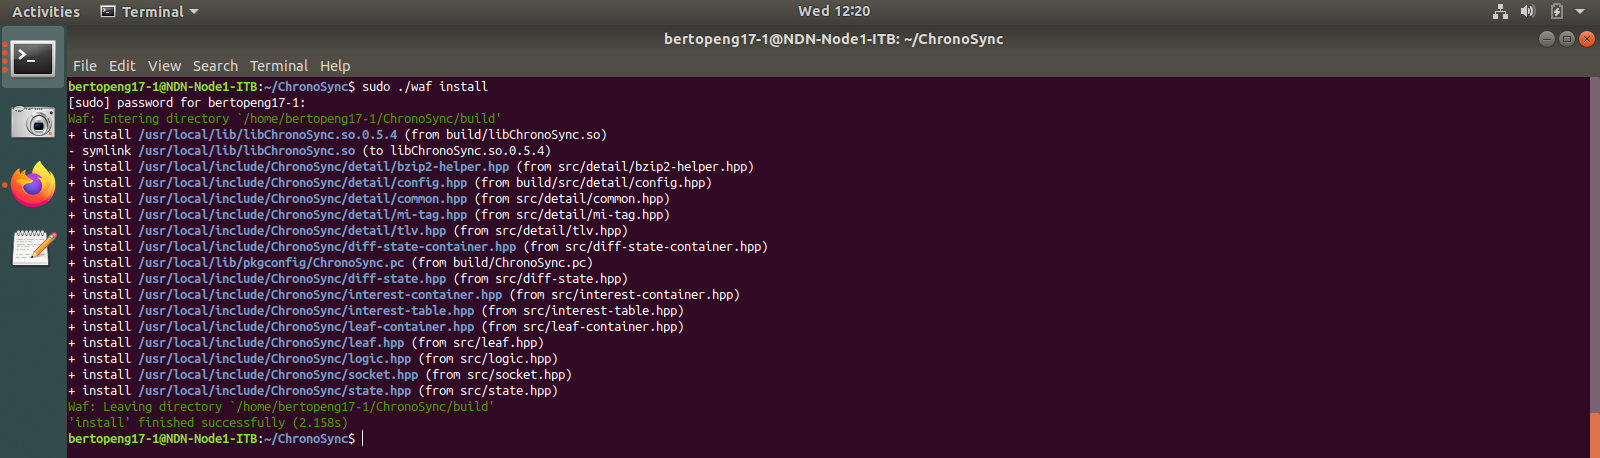 Activities Terminal Wed 12:20
bertopeng17-1@NDN-Node1-ITB: ~/ChronoSync
File Edit View Search Terminal Help
bertopeng17-1@NDN-Node1-ITB:~/ChronoSync$ sudo ./waf install
[sudo] password for bertopeng17-1:
Waf: Entering directory `/home/bertopeng17-1/ChronoSync/build'
+ install /usr/local/lib/libChronoSync.so.0.5.4 (from build/libChronoSync.so)
- symlink /usr/local/lib/libChronoSync.so (to libChronoSync.so.0.5.4)
+ install /usr/local/include/ChronoSync/detail/bzip2-helper.hpp (from src/detail/bzip2-helper.hpp)
+ install /usr/local/include/ChronoSync/detail/config.hpp (from build/src/detail/config.hpp)
+ install /usr/local/include/ChronoSync/detail/common.hpp (from src/detail/common.hpp)
+ install /usr/local/include/ChronoSync/detail/mi-tag.hpp (from src/detail/mi-tag.hpp)
+ install /usr/local/include/ChronoSync/detail/tlv.hpp (from src/detail/tlv.hpp)
+ install /usr/local/include/ChronoSync/diff-state-container.hpp (from src/diff-state-container.hpp)
+ install /usr/local/lib/pkgconfig/ChronoSync.pc (from build/ChronoSync.pc)
+ install /usr/local/include/ChronoSync/diff-state.hpp (from src/diff-state.hpp)
+ install /usr/local/include/ChronoSync/interest-container.hpp (from src/interest-container.hpp)
+ install /usr/local/include/ChronoSync/interest-table.hpp (from src/interest-table.hpp)
+ install /usr/local/include/ChronoSync/leaf-container.hpp (from src/leaf-container.hpp)
+ install /usr/local/include/ChronoSync/leaf.hpp (from src/leaf.hpp)
+ install /usr/local/include/ChronoSync/logic.hpp (from src/logic.hpp)
+ install /usr/local/include/ChronoSync/socket.hpp (from src/socket.hpp)
+ install /usr/local/include/ChronoSync/state.hpp (from src/state.hpp)
Waf: Leaving directory `/home/bertopeng17-1/ChronoSync/build'
'install' finished successfully (2.158s)
bertopeng17-1@NDN-Node1-ITB:~/ChronoSync$